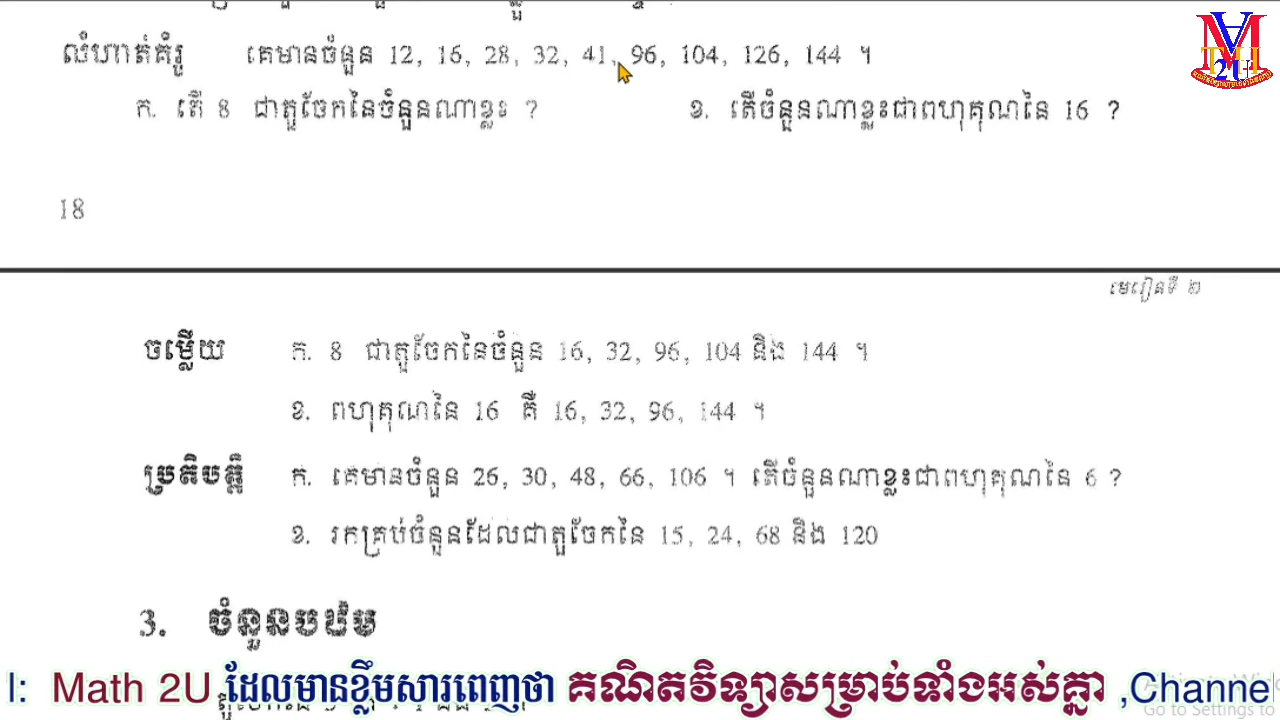 លំហាត់គំរូ គេមានចំនួន 12, 16, 28, 32, 41, 96, 104, 126, 144 ។
ក. តើ 8 ជាតួចែកនៃចំនួនណាខ្លះ ? ខ. តើចំនួនណាខ្លះជាពហុគុណនៃ 16 ?
18
មេរៀនទី ២
ចម្លើយ ក. 8 ជាតួចែកនៃចំនួន 16, 32, 96, 104 និង 144 ។
ខ. ពហុគុណនៃ 16 គឺ 16, 32, 96, 144 ។
ប្រតិបត្តិ ក. គេមានចំនួន 26, 30, 48, 66, 106 ។ តើចំនួនណាខ្លះជាពហុគុណនៃ 6 ?
ខ. រកគ្រប់ចំនួនដែលជាតួចែកនៃ 15, 24, 68 និង 120
3. ចំនួនបឋម
l: Math 2U ដែលមានខ្លឹមសារពេញថា គណិតវិទ្យាសម្រាប់ទាំងអស់គ្នា ,Channe
Go to Settings to